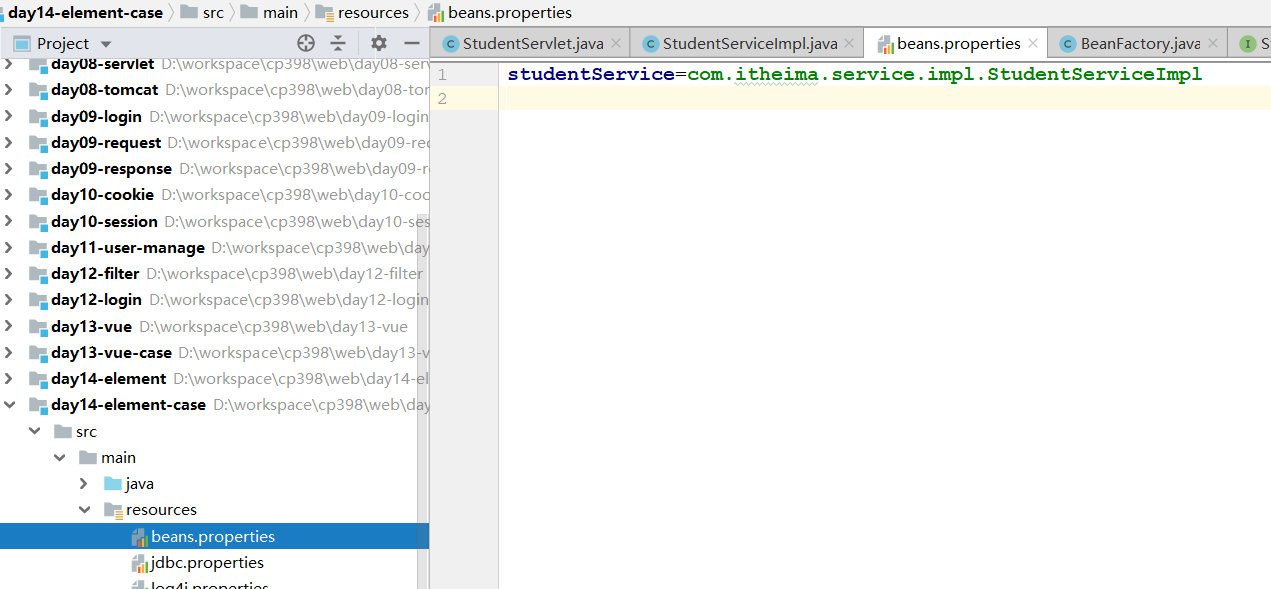 day14-element-case src main resources beans.properties
Project
StudentServlet.java StudentServiceImpl.java beans.properties BeanFactory.java S
day08-servlet D:\workspace\cp398\web\day08-serv
day08-tomcat D:\workspace\cp398\web\day08-tor
day09-login D:\workspace\cp398\web\day09-login
day09-request D:\workspace\cp398\web\day09-rec
day09-response D:\workspace\cp398\web\day09-r
day10-cookie D:\workspace\cp398\web\day10-coo
day10-session D:\workspace\cp398\web\day10-ses
day11-user-manage D:\workspace\cp398\web\day
day12-filter D:\workspace\cp398\web\day12-filter
day12-login D:\workspace\cp398\web\day12-login
day13-vue D:\workspace\cp398\web\day13-vue
day13-vue-case D:\workspace\cp398\web\day13-v
day14-element D:\workspace\cp398\web\day14-el
day14-element-case D:\workspace\cp398\web\day
src
main
java
resources
beans.properties
jdbc.properties
log4j.properties
1 studentService=com.itheima.service.impl.StudentServiceImpl
2